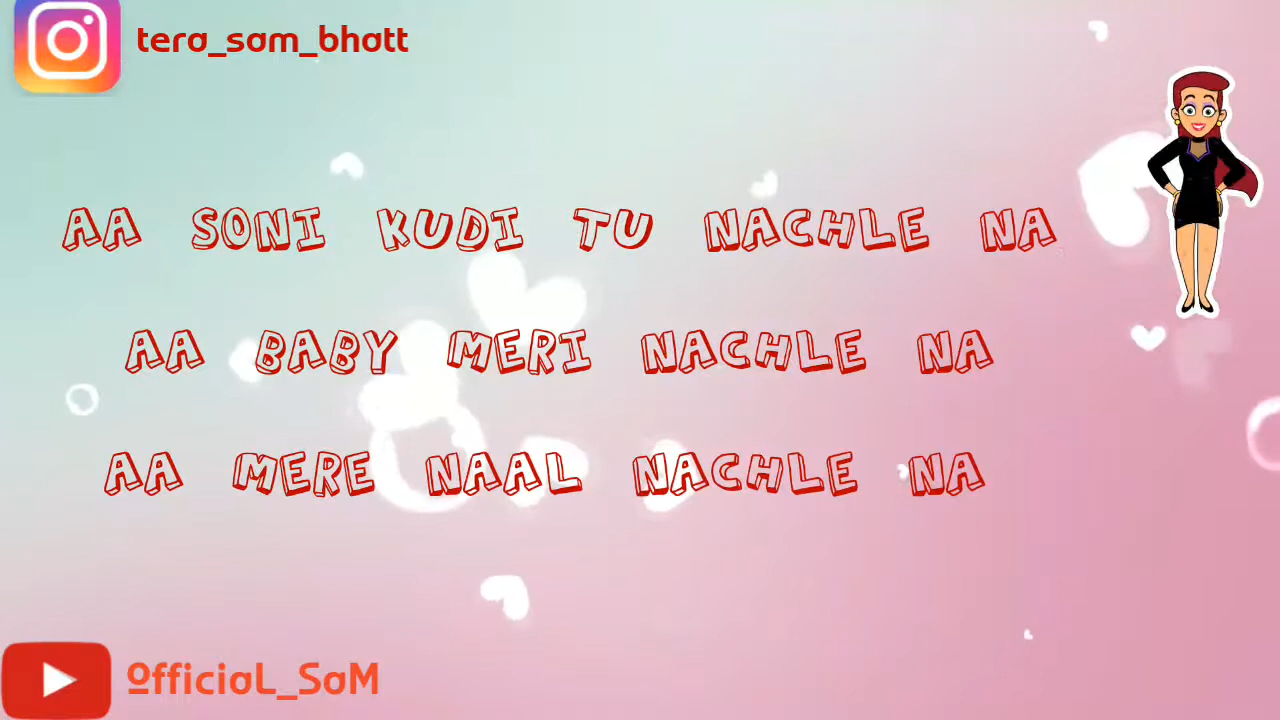 tera_sam_bhatt
AA SONI KUDI TU NACHLE NA
AA BABY MERI NACHLE NA
AA MERE NAAL NACHLE NA
OfficiaL_SaM